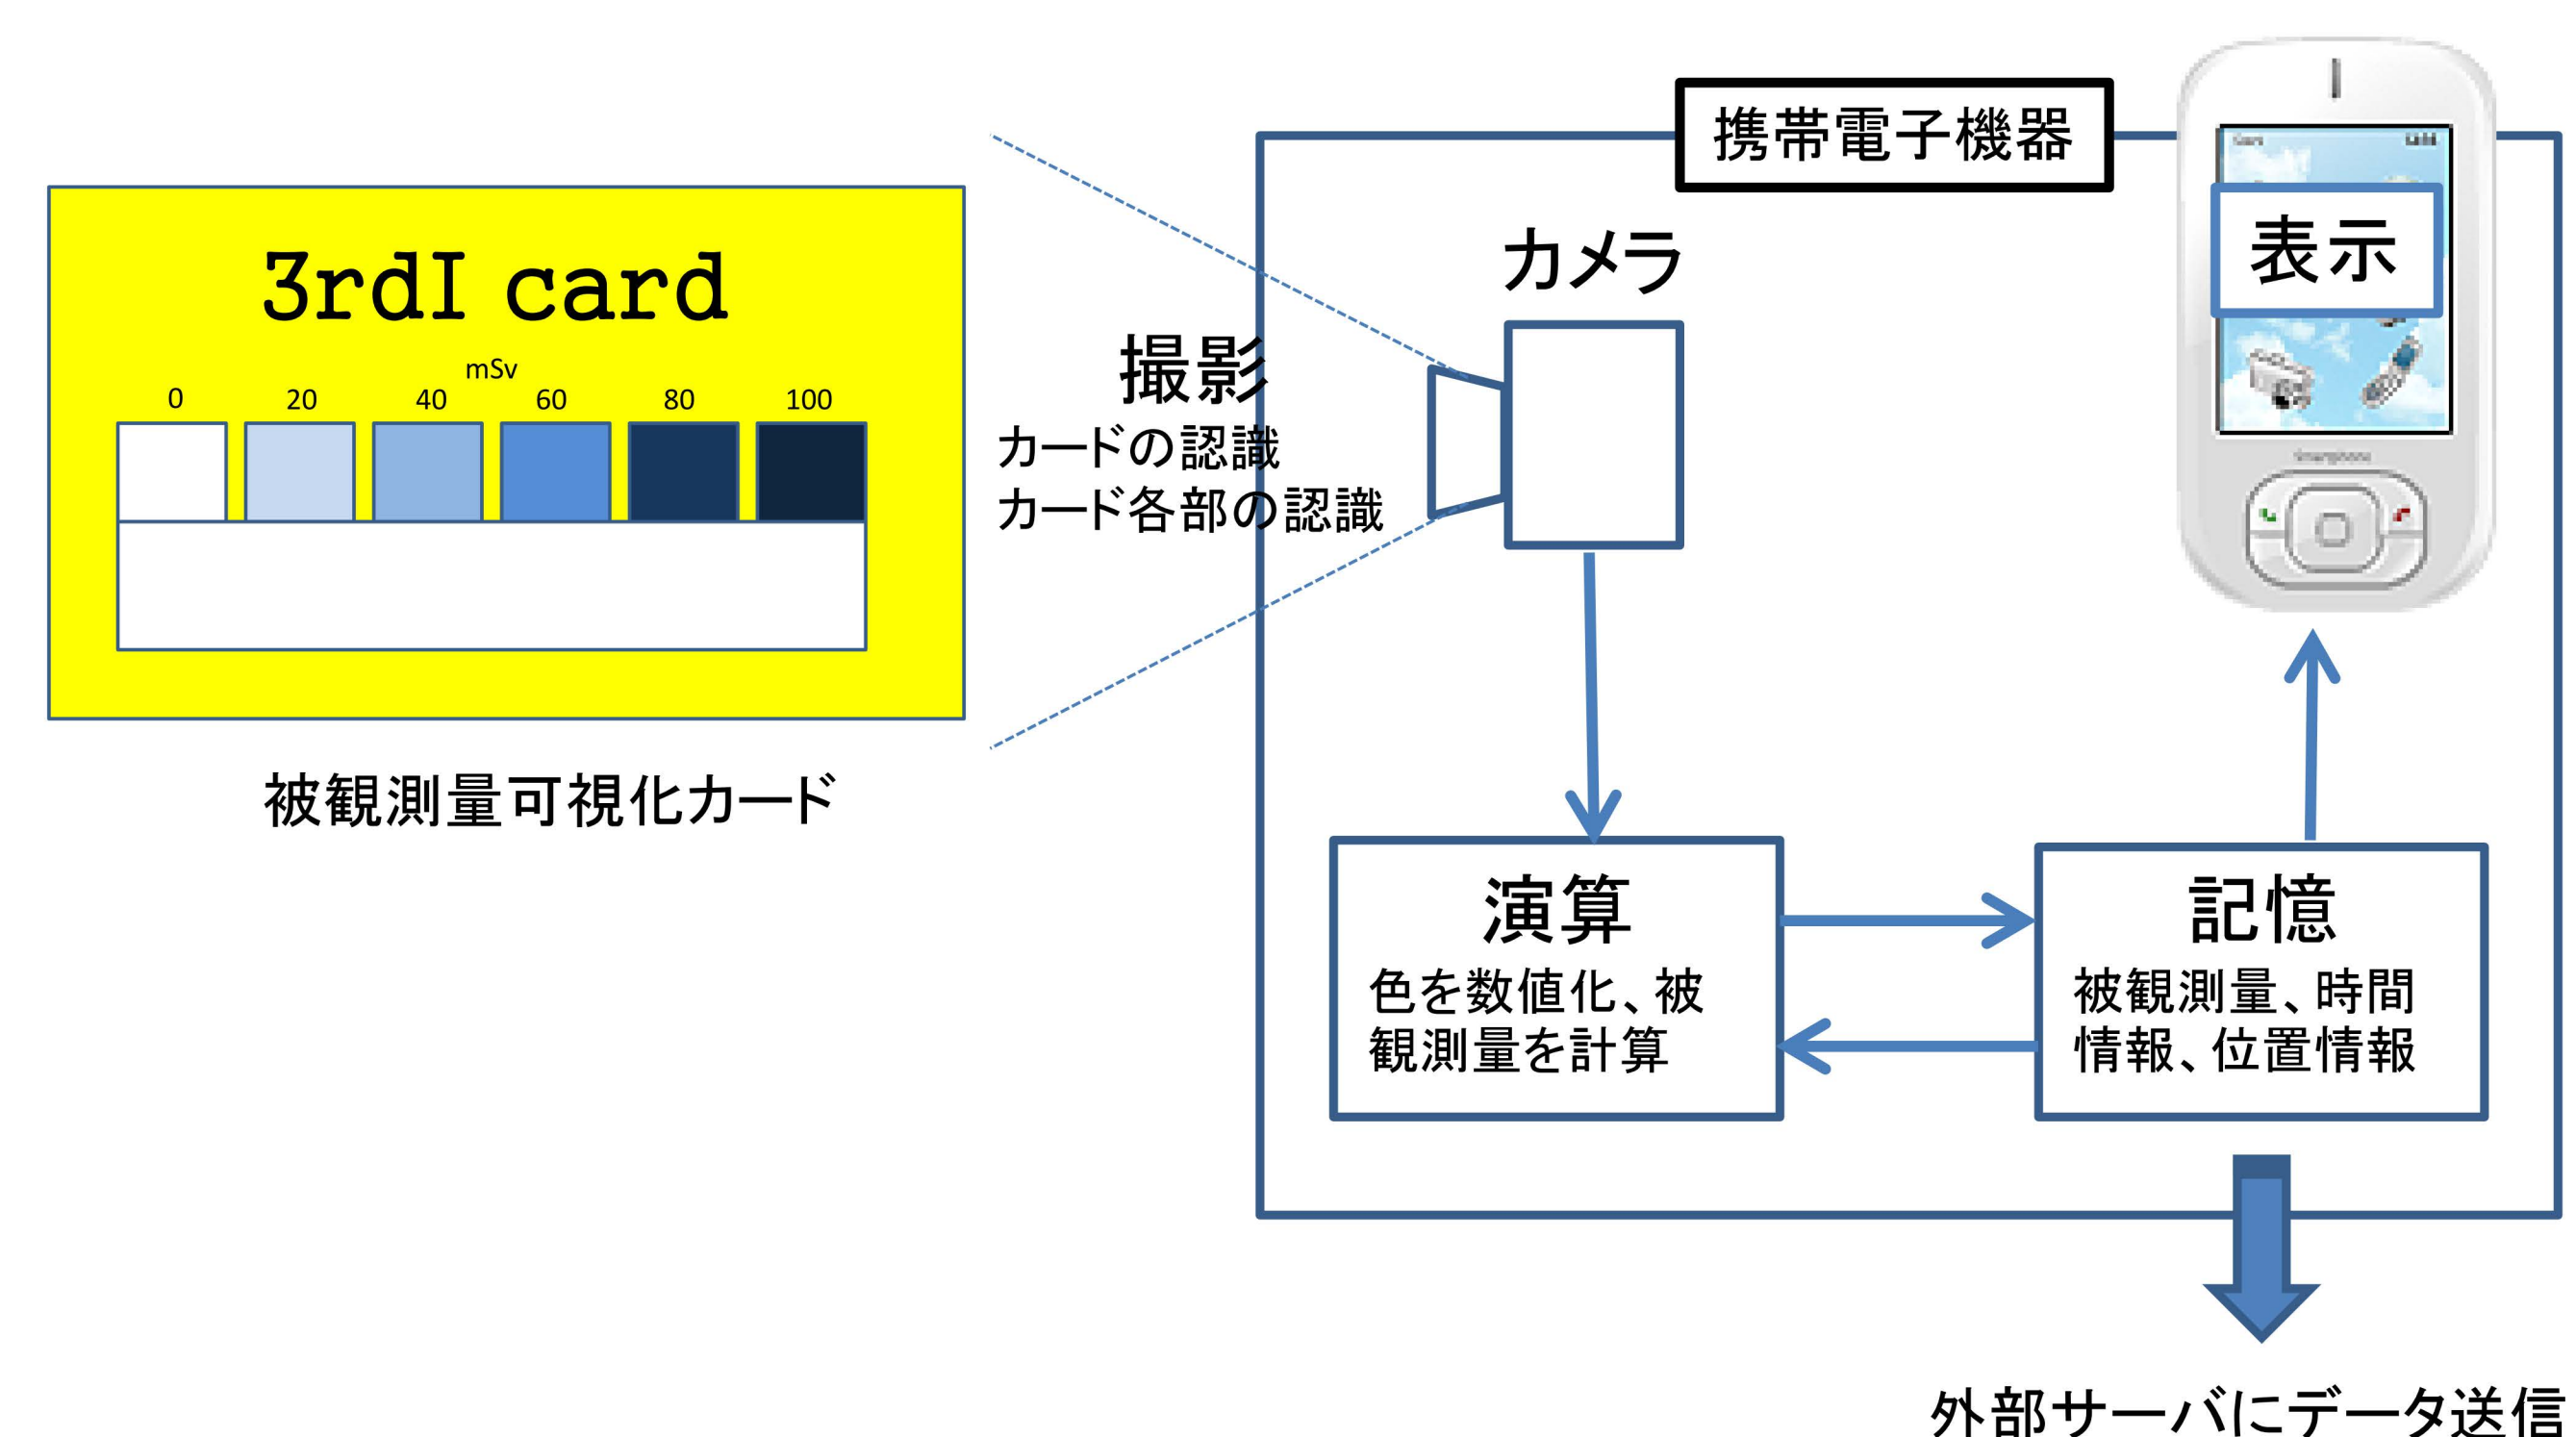 3rdI card
mSv
0 20 40 60 80 100
被観測量可視化カード
撮影
カードの認識
カード各部の認識
携帯電子機器
カメラ
表示
Smartphone
演算
色を数値化、被
観測量を計算
記憶
被観測量、時間
情報、位置情報
外部サーバにデータ送信